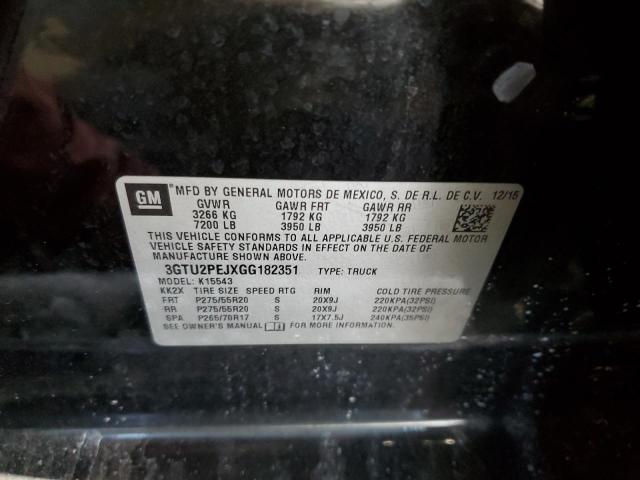 GM
MFD BY GENERAL MOTORS DE MEXICO, S. DE R.L. DE C.V. 12/15
GVWR GAWR FRT GAWR RR
3266 KG 1792 KG 1792 KG
7200 LB 3950 LB 3950 LB
THIS VEHICLE CONFORMS TO ALL APPLICABLE U.S. FEDERAL MOTOR
VEHICLE SAFETY STANDARDS IN EFFECT ON THE DATE OF
MANUFACTURE SHOWN ABOVE.
3GTU2PEJXGG182351 TYPE: TRUCK
MODEL: K15543
KK2X TIRE SIZE SPEED RTG RIM COLD TIRE PRESSURE
FRT P275/55R20 S 20X9J 220KPA(32PSI)
RR P275/55R20 S 20X9J 220KPA(32PSI)
SPA P265/70R17 S 17X7.5J 240KPA(35PSI)
SEE OWNER'S MANUAL FOR MORE INFORMATION.